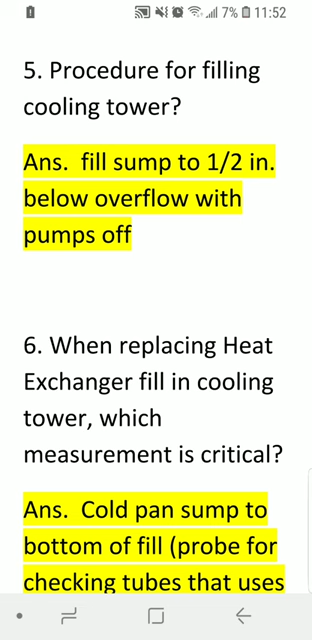 7% 11:52
5. Procedure for filling
cooling tower?
Ans.  fill sump to 1/2 in.
below overflow with
pumps off
6. When replacing Heat
Exchanger fill in cooling
tower, which
measurement is critical?
Ans.  Cold pan sump to
bottom of fill (probe for
checking tubes that uses